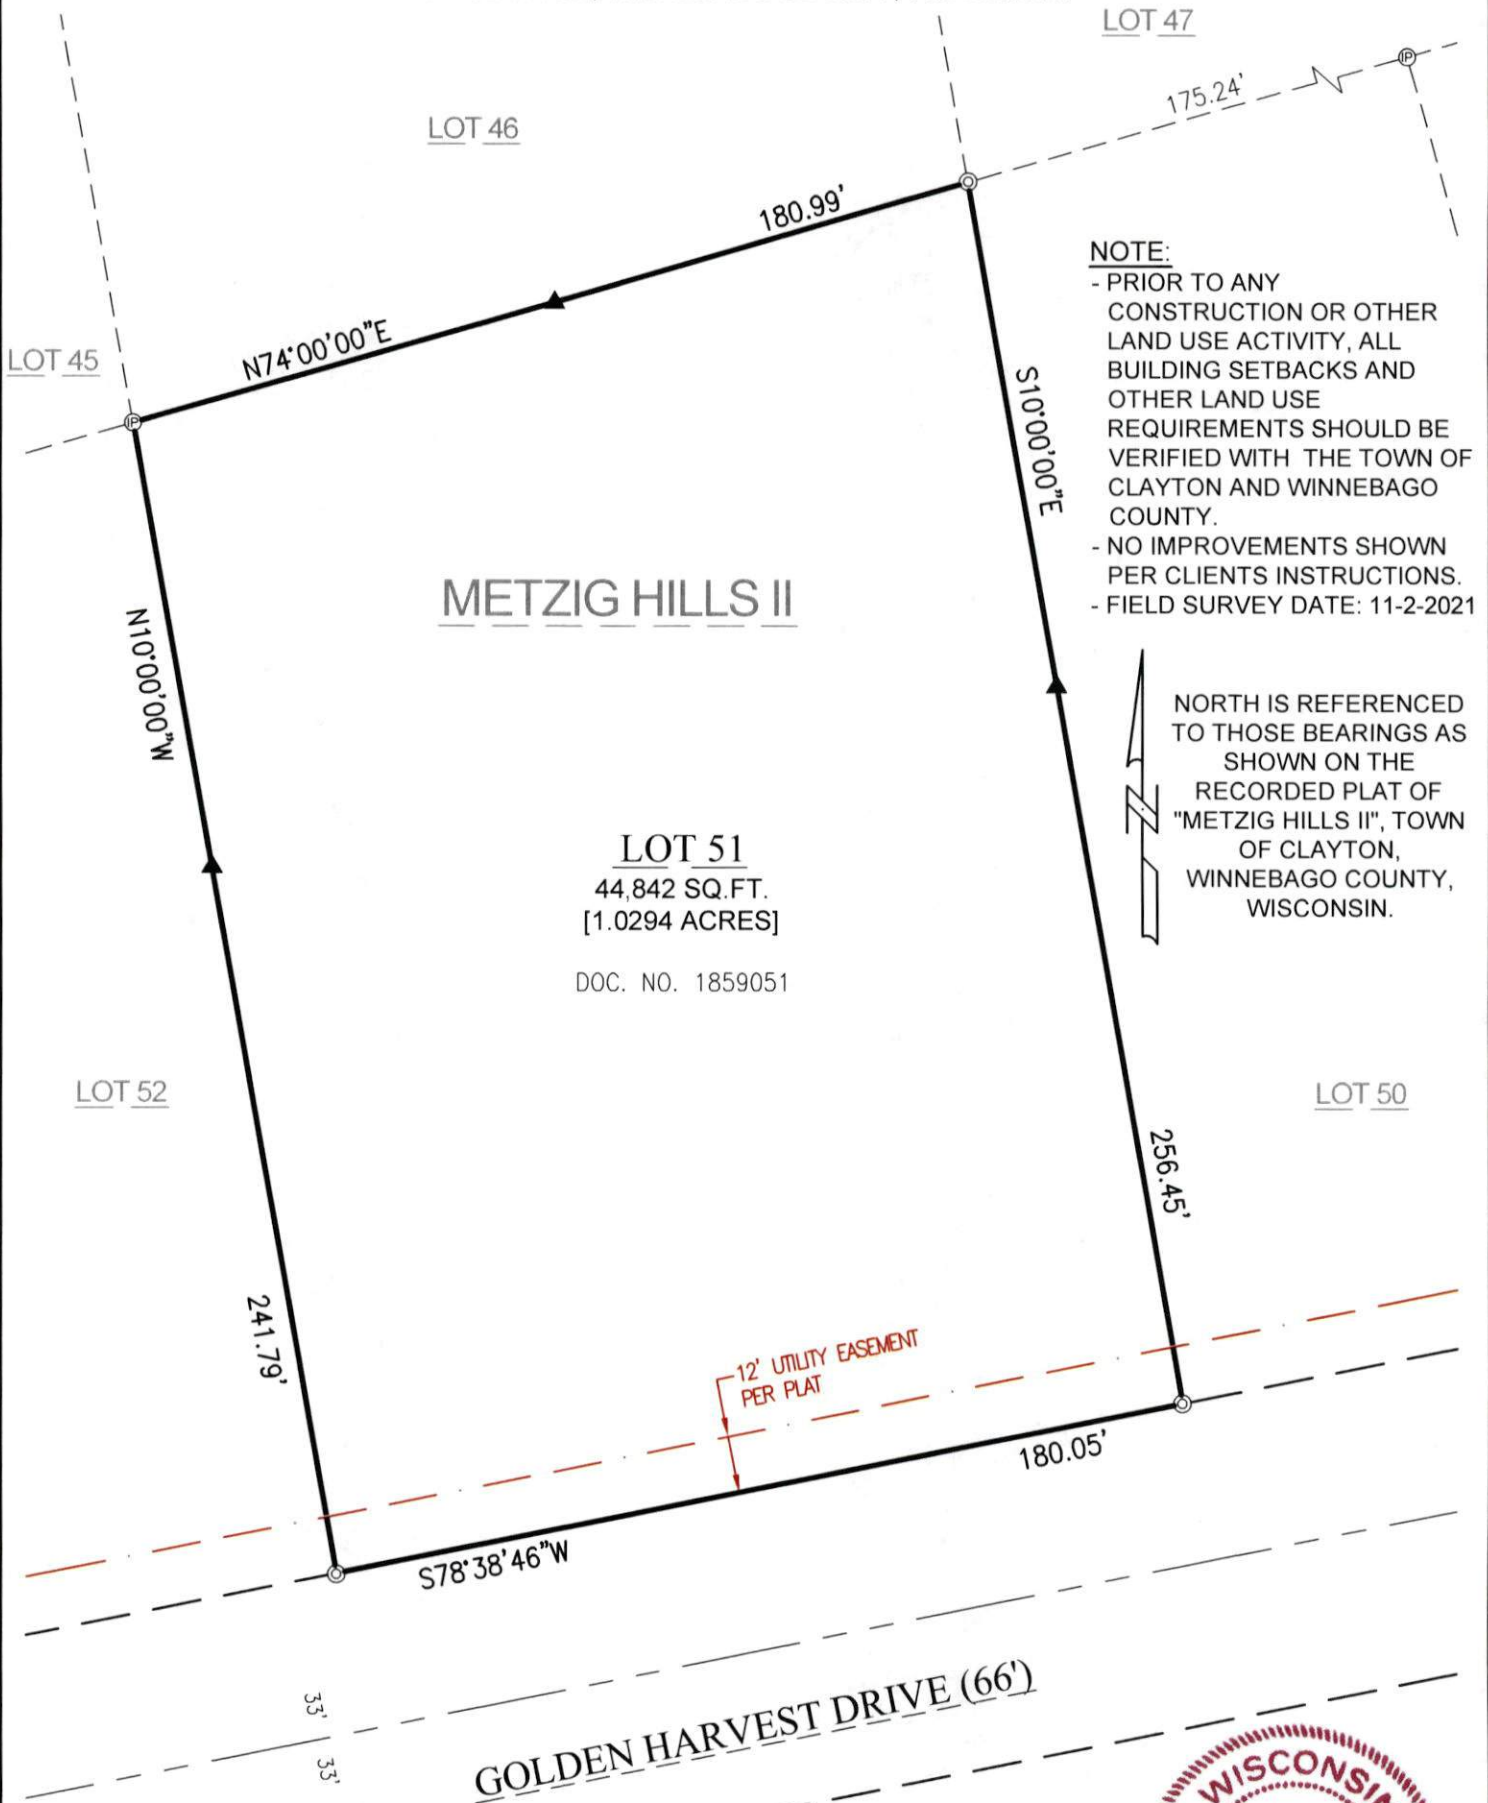 LOT 47
175.24'
LOT 46
180.99'
N74°00'00"E
LOT 45
NOTE:
- PRIOR TO ANY
CONSTRUCTION OR OTHER
LAND USE ACTIVITY, ALL
BUILDING SETBACKS AND
OTHER LAND USE
REQUIREMENTS SHOULD BE
VERIFIED WITH THE TOWN OF
CLAYTON AND WINNEBAGO
COUNTY.
- NO IMPROVEMENTS SHOWN
PER CLIENTS INSTRUCTIONS.
- FIELD SURVEY DATE: 11-2-2021
IP
IP
S10°00'00"E
METZIG HILLS II
N10°00'00"W
N
NORTH IS REFERENCED
TO THOSE BEARINGS AS
SHOWN ON THE
RECORDED PLAT OF
"METZIG HILLS II", TOWN
OF CLAYTON,
WINNEBAGO COUNTY,
WISCONSIN.
LOT 51
44,842 SQ.FT.
[1.0294 ACRES]
DOC. NO. 1859051
LOT 52
LOT 50
256.45'
241.79'
12' UTILITY EASEMENT
PER PLAT
180.05'
S78°38'46"W
33'
33'
GOLDEN HARVEST DRIVE (66')
WISCONSIN